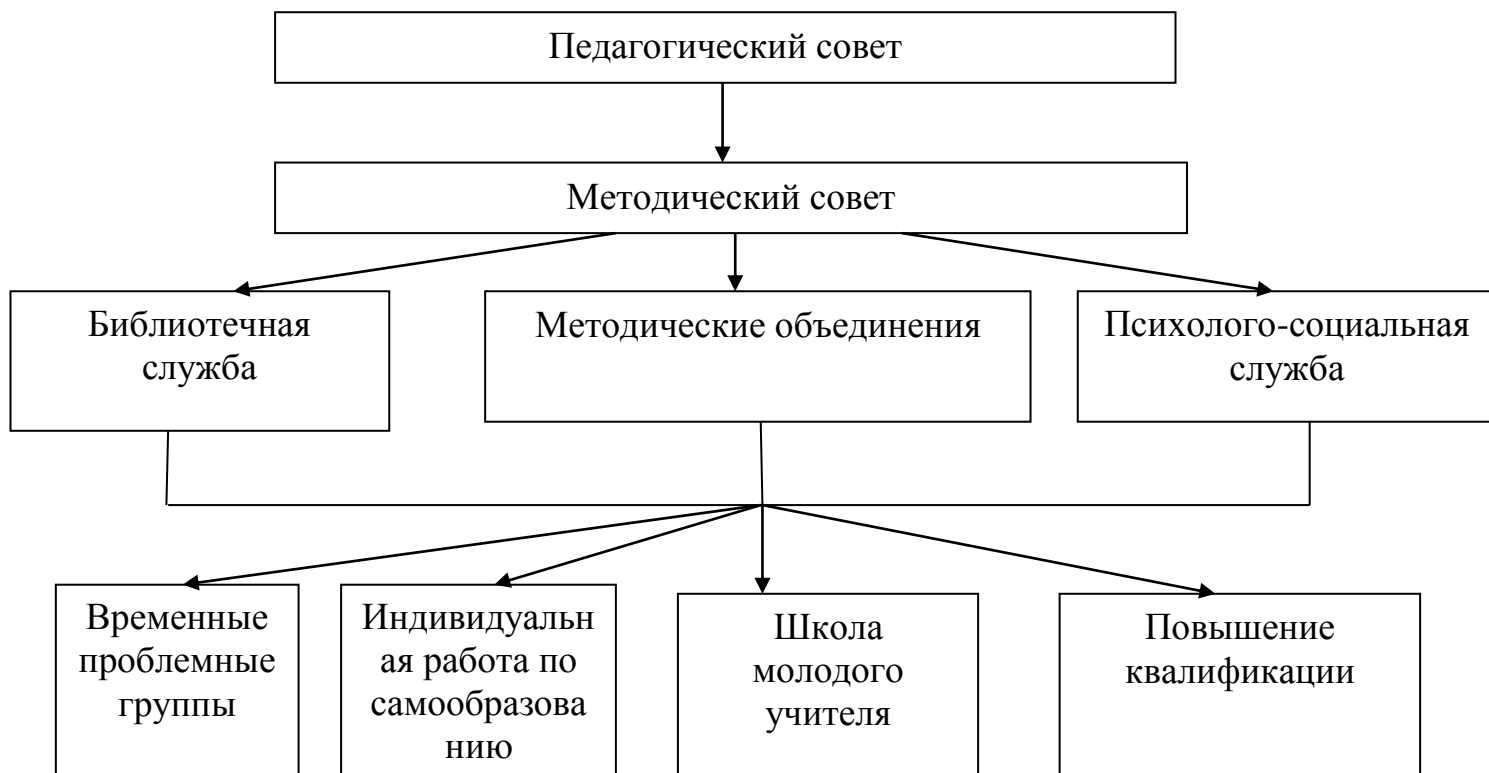 Педагогический совет
Методический совет
Библиотечная
служба
Методические объединения
Психолого-социальная
служба
Временные
проблемные
группы
Индивидуальн
ая работа по
самообразова
нию
Школа
молодого
учителя
Повышение
квалификации